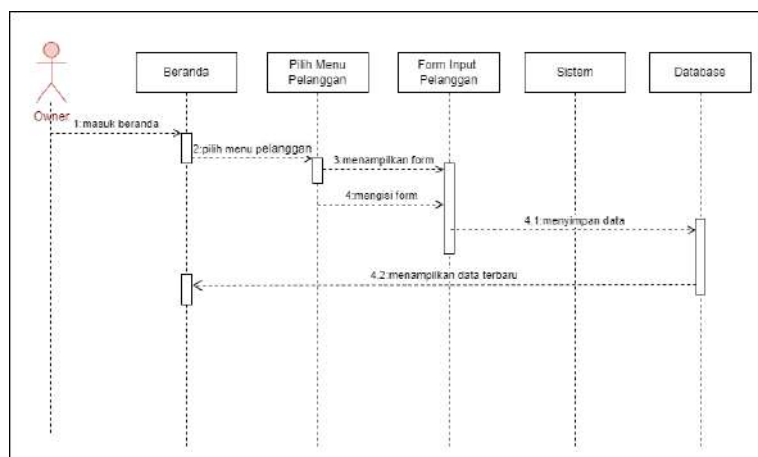 Beranda
Pilih Menu
Pelanggan
Form Input
Pelanggan
Sistem
Database
Owner
1:masuk beranda
2:pilih menu pelanggan
3:menampilkan form
4:mengisi form
4.1:menyimpan data
4.2:menampilkan data terbaru